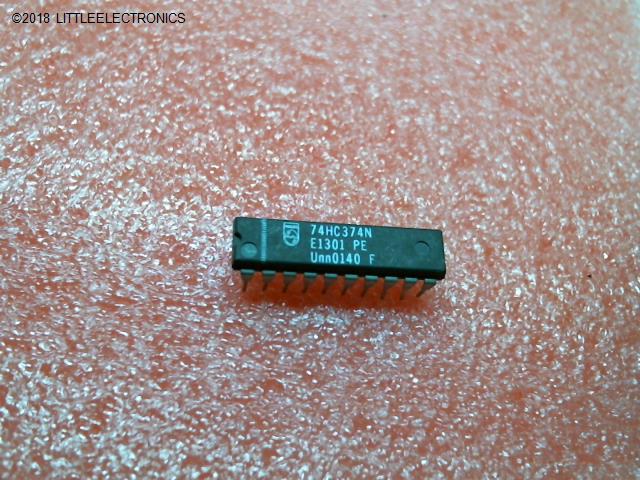 ©2018 LITTLEELECTRONICS
74HC374N
E1301 PE
Unn0140 F